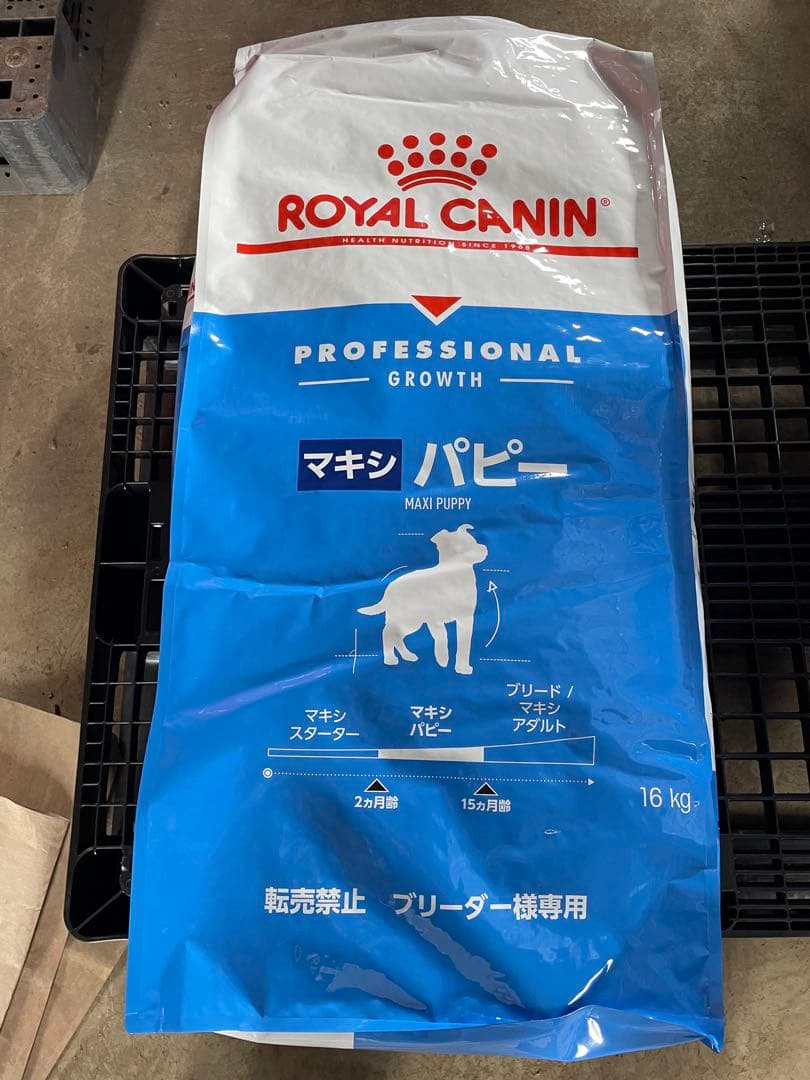 ROYAL CANIN®
HEALTH NUTRITION SINCE 1968
PROFESSIONAL
GROWTH
マキシ パピー
MAXI PUPPY
マキシ
スターター
マキシ
パピー
ブリード /
マキシ
アダルト
2ヵ月齢
15ヵ月齢
16 kg
転売禁止 ブリーダー様専用